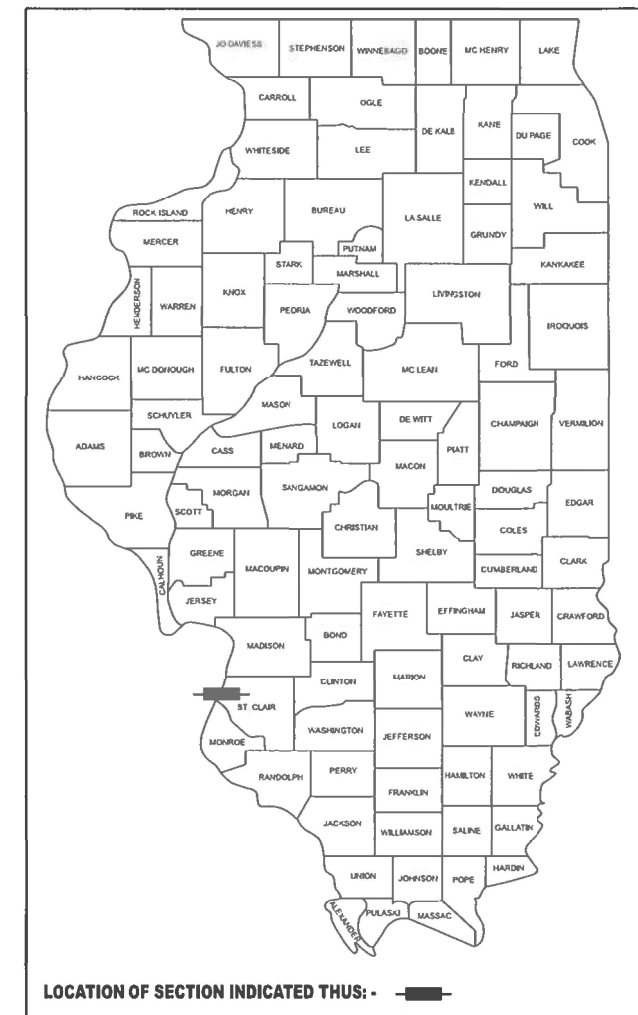 JO DAVIESS STEPHENSON WINNEBAGO BOONE MC HENRY LAKE
CARROLL OGLE DE KALB KANE DU PAGE COOK
WHITESIDE LEE KENDALL WILL
ROCK ISLAND HENRY BUREAU LA SALLE GRUNDY
MERCER PUTNAM
STARK MARSHALL KANKAKEE
HENDERSON WARREN KNOX PEORIA WOODFORD LIVINGSTON IROQUOIS
HANCOCK MC DONOUGH FULTON TAZEWELL MC LEAN FORD
MASON
SCHUYLER LOGAN DE WITT CHAMPAIGN VERMILION
ADAMS BROWN CASS MENARD MACON PIATT
PIKE SCOTT MORGAN SANGAMON CHRISTIAN MOULTRIE DOUGLAS EDGAR
COLES
CALHOUN GREENE MACOUPIN MONTGOMERY SHELBY CUMBERLAND CLARK
JERSEY FAYETTE EFFINGHAM JASPER CRAWFORD
MADISON BOND
CLAY RICHLAND LAWRENCE
CLINTON MARION
ST. CLAIR WAYNE EDWARDS WABASH
WASHINGTON JEFFERSON
MONROE
RANDOLPH PERRY HAMILTON WHITE
FRANKLIN
JACKSON WILLIAMSON SALINE GALLATIN
UNION JOHNSON POPE HARDIN
ALEXANDER PULASKI MASSAC
LOCATION OF SECTION INDICATED THUS: -